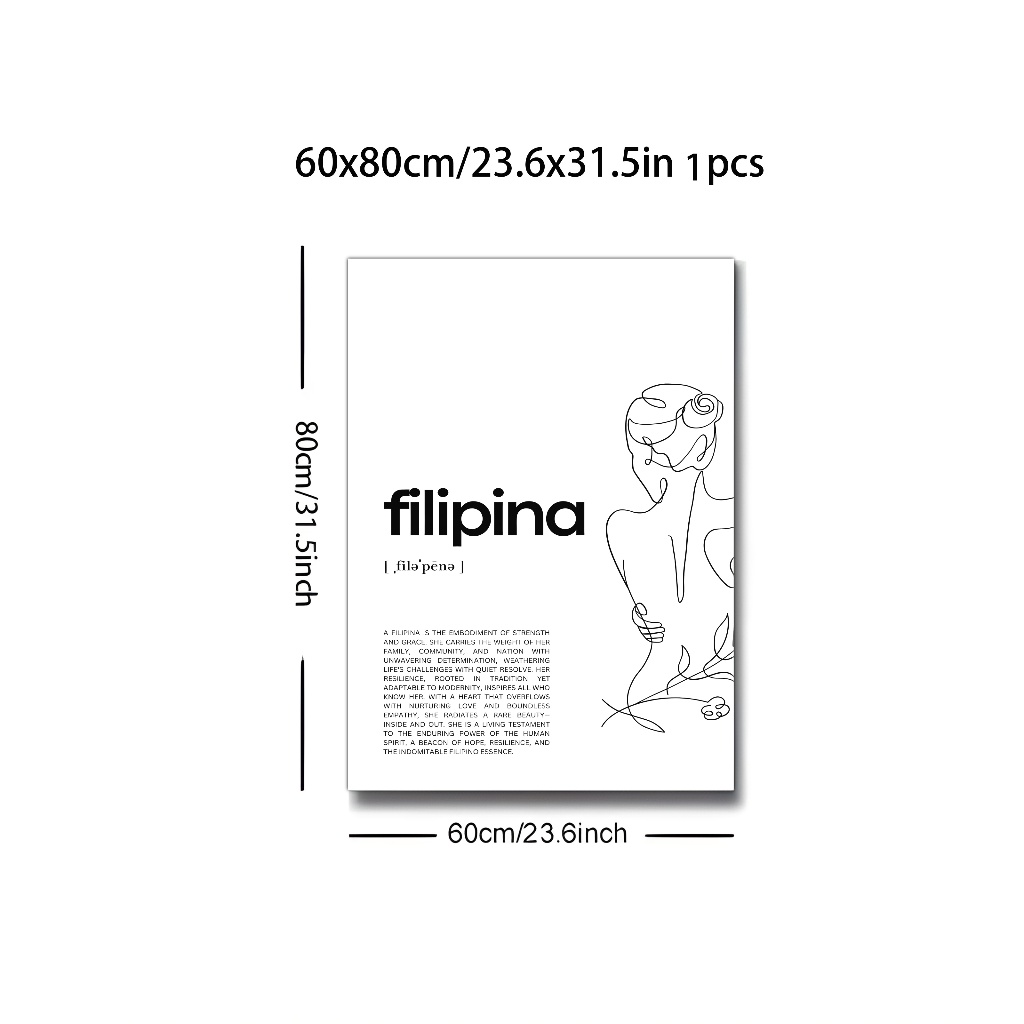 60x80cm/23.6x31.5in 1pcs
80cm/31.5inch
filipina
[ ˌfiləˈpēnə ]
A FILIPINA IS THE EMBODIMENT OF STRENGTH
AND GRACE. SHE CARRIES THE WEIGHT OF HER
FAMILY, COMMUNITY, AND NATION WITH
UNWAVERING DETERMINATION, WEATHERING
LIFE'S CHALLENGES WITH QUIET RESOLVE. HER
RESILIENCE, ROOTED IN TRADITION YET
ADAPTABLE TO MODERNITY, INSPIRES ALL WHO
KNOW HER. WITH A HEART THAT OVERFLOWS
WITH NURTURING LOVE AND BOUNDLESS
EMPATHY, SHE RADIATES A RARE BEAUTY—
INSIDE AND OUT. SHE IS A LIVING TESTAMENT
TO THE ENDURING POWER OF THE HUMAN
SPIRIT, A BEACON OF HOPE, RESILIENCE, AND
THE INDOMITABLE FILIPINO ESSENCE.
60cm/23.6inch